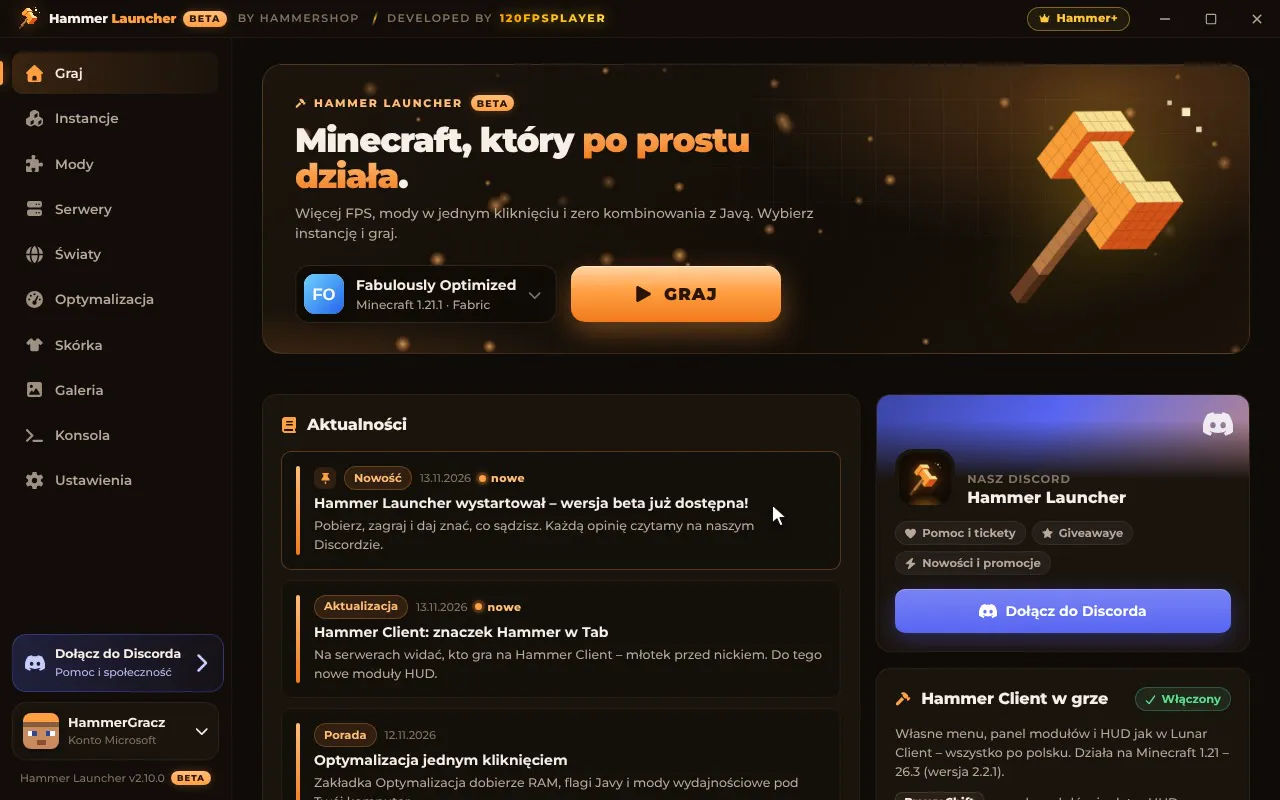 Hammer Launcher BETA BY HAMMERSHOP / DEVELOPED BY 120FPSPLAYER
Hammer+
Graj
Instancje
Mody
Serwery
Światy
Optymalizacja
Skórka
Galeria
Konsola
Ustawienia
Dołącz do Discorda
Pomoc i społeczność
HammerGracz
Konto Microsoft
Hammer Launcher v2.10.0 BETA
HAMMER LAUNCHER BETA
Minecraft, który po prostu
działa.
Więcej FPS, mody w jednym kliknięciu i zero kombinowania z Javą. Wybierz
instancję i graj.
FO
Fabulously Optimized
Minecraft 1.21.1 · Fabric
GRAJ
Aktualności
Nowość 13.11.2026 nowe
Hammer Launcher wystartował – wersja beta już dostępna!
Pobierz, zagraj i daj znać, co sądzisz. Każdą opinię czytamy na naszym
Discordzie.
Aktualizacja 13.11.2026 nowe
Hammer Client: znaczek Hammer w Tab
Na serwerach widać, kto gra na Hammer Client – młotek przed nickiem. Do tego
nowe moduły HUD.
Porada 12.11.2026
Optymalizacja jednym kliknięciem
Zakładka Optymalizacja dobierze RAM, flagi Javy i mody wydajnościowe pod
NASZ DISCORD
Hammer Launcher
Pomoc i tickety
Giveawaye
Nowości i promocje
Dołącz do Discorda
Hammer Client w grze
Włączony
Własne menu, panel modułów i HUD jak w Lunar
Client – wszystko po polsku. Działa na Minecraft 1.21 –
26.3 (wersja 2.2.1).